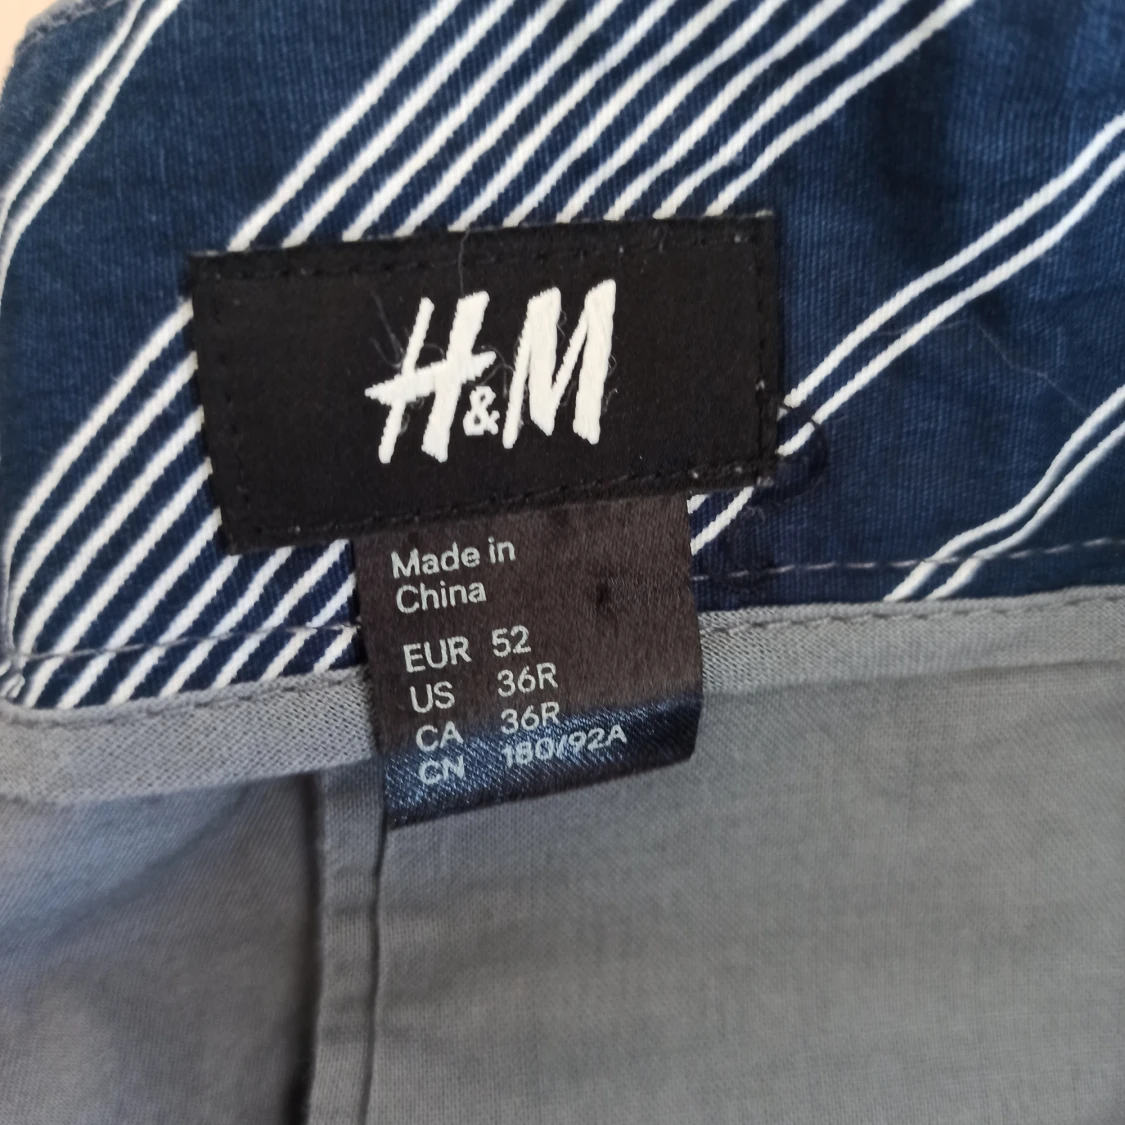 H&M
Made in
China
EUR 52
US 36R
CA 36R
CN 180/92A